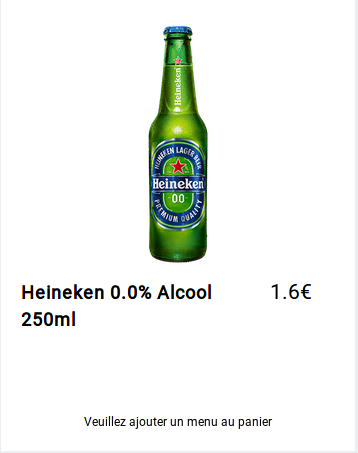 Heineken
HEINEKEN LAGER BEER
Heineken
00
PREMIUM QUALITY
Heineken 0.0% Alcool 1.6€
250ml
Veuillez ajouter un menu au panier